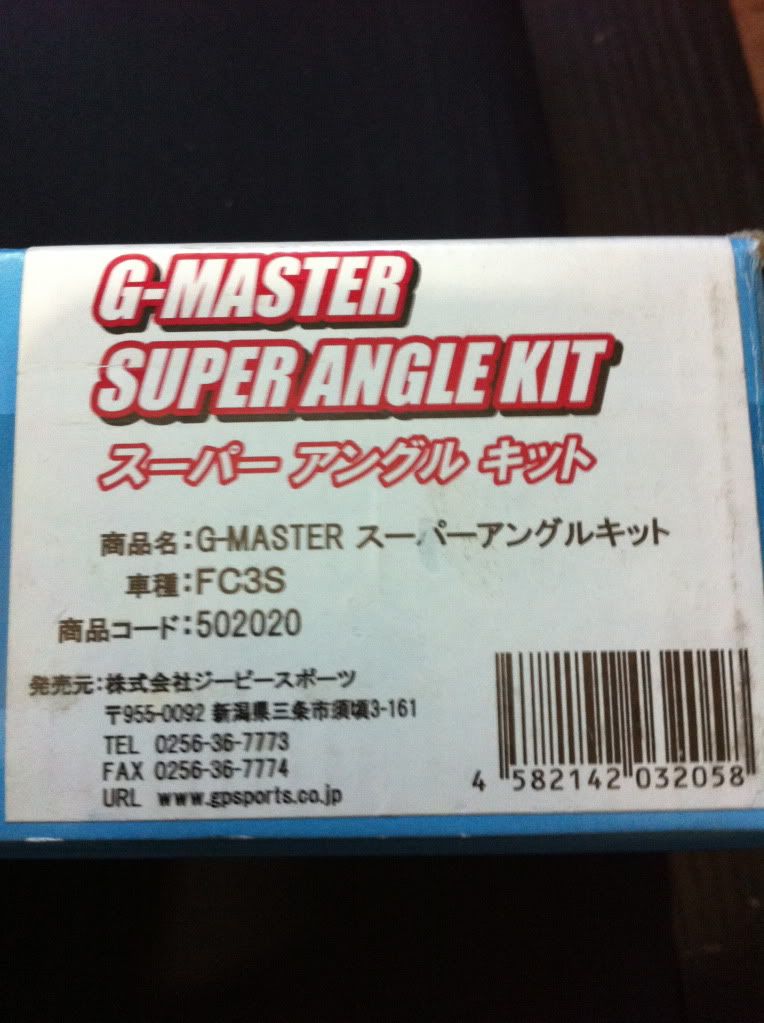 G-MASTER
SUPER ANGLE KIT
スーパー アングル キット
商品名:G-MASTER スーパーアングルキット
車種:FC3S
商品コード:502020
発売元:株式会社ジーピースポーツ
〒955-0092 新潟県三条市須頃3-161
TEL 0256-36-7773
FAX 0256-36-7774
URL www.gpsports.co.jp
4 582142 032058